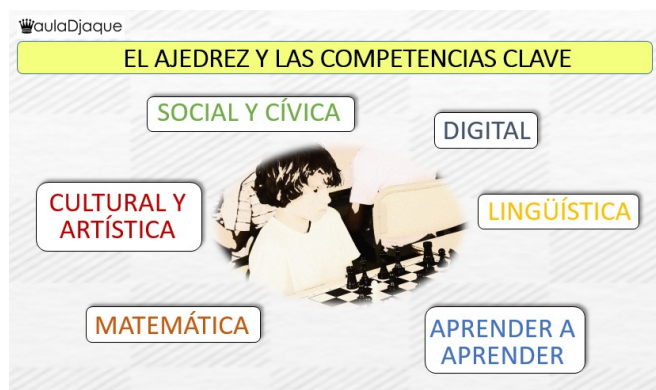 aulaDjaque
EL AJEDREZ Y LAS COMPETENCIAS CLAVE
SOCIAL Y CÍVICA
DIGITAL
CULTURAL Y
ARTÍSTICA
LINGÜÍSTICA
MATEMÁTICA
APRENDER A
APRENDER